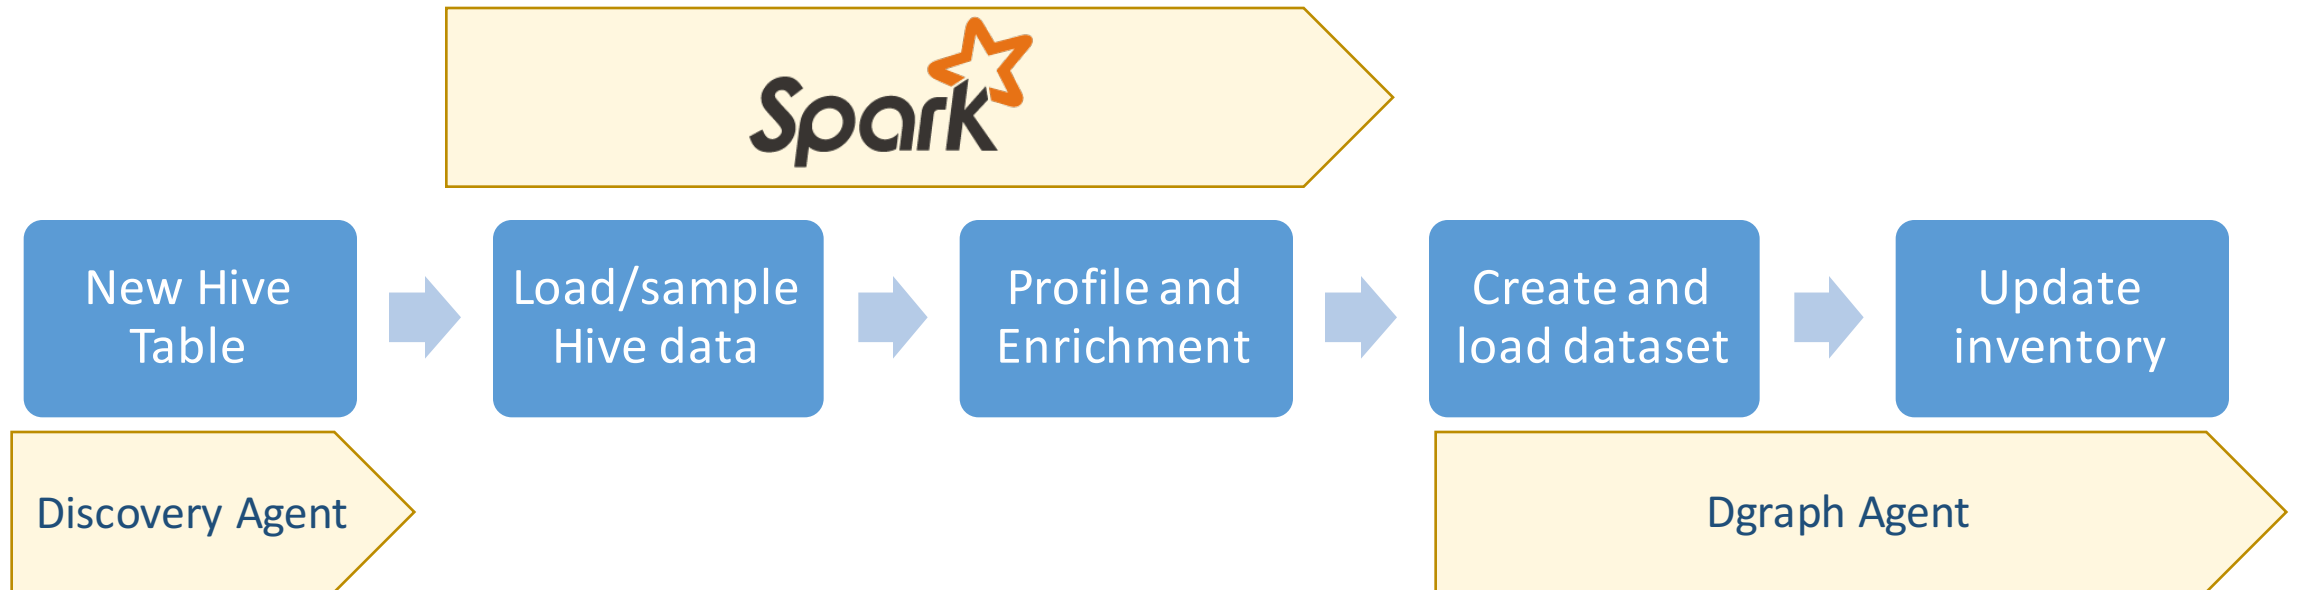 Spark
New Hive
Table
Load/sample
Hive data
Profile and
Enrichment
Create and
load dataset
Update
inventory
Discovery Agent
Dgraph Agent